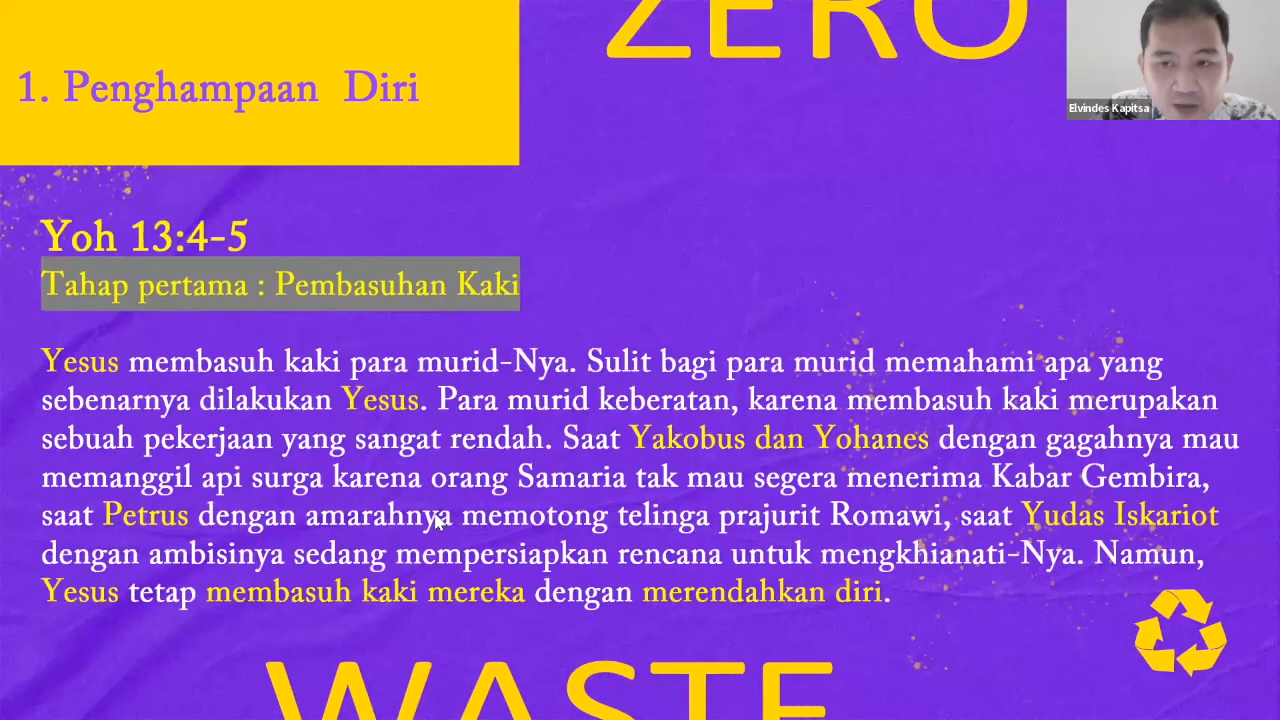 ZERO
1. Penghampaan Diri
Elvindes Kapitsa
Yoh 13:4-5
Tahap pertama : Pembasuhan Kaki
Yesus membasuh kaki para murid-Nya. Sulit bagi para murid memahami apa yang
sebenarnya dilakukan Yesus. Para murid keberatan, karena membasuh kaki merupakan
sebuah pekerjaan yang sangat rendah. Saat Yakobus dan Yohanes dengan gagahnya mau
memanggil api surga karena orang Samaria tak mau segera menerima Kabar Gembira,
saat Petrus dengan amarahnya memotong telinga prajurit Romawi, saat Yudas Iskariot
dengan ambisinya sedang mempersiapkan rencana untuk mengkhianati-Nya. Namun,
Yesus tetap membasuh kaki mereka dengan merendahkan diri.
WASTE